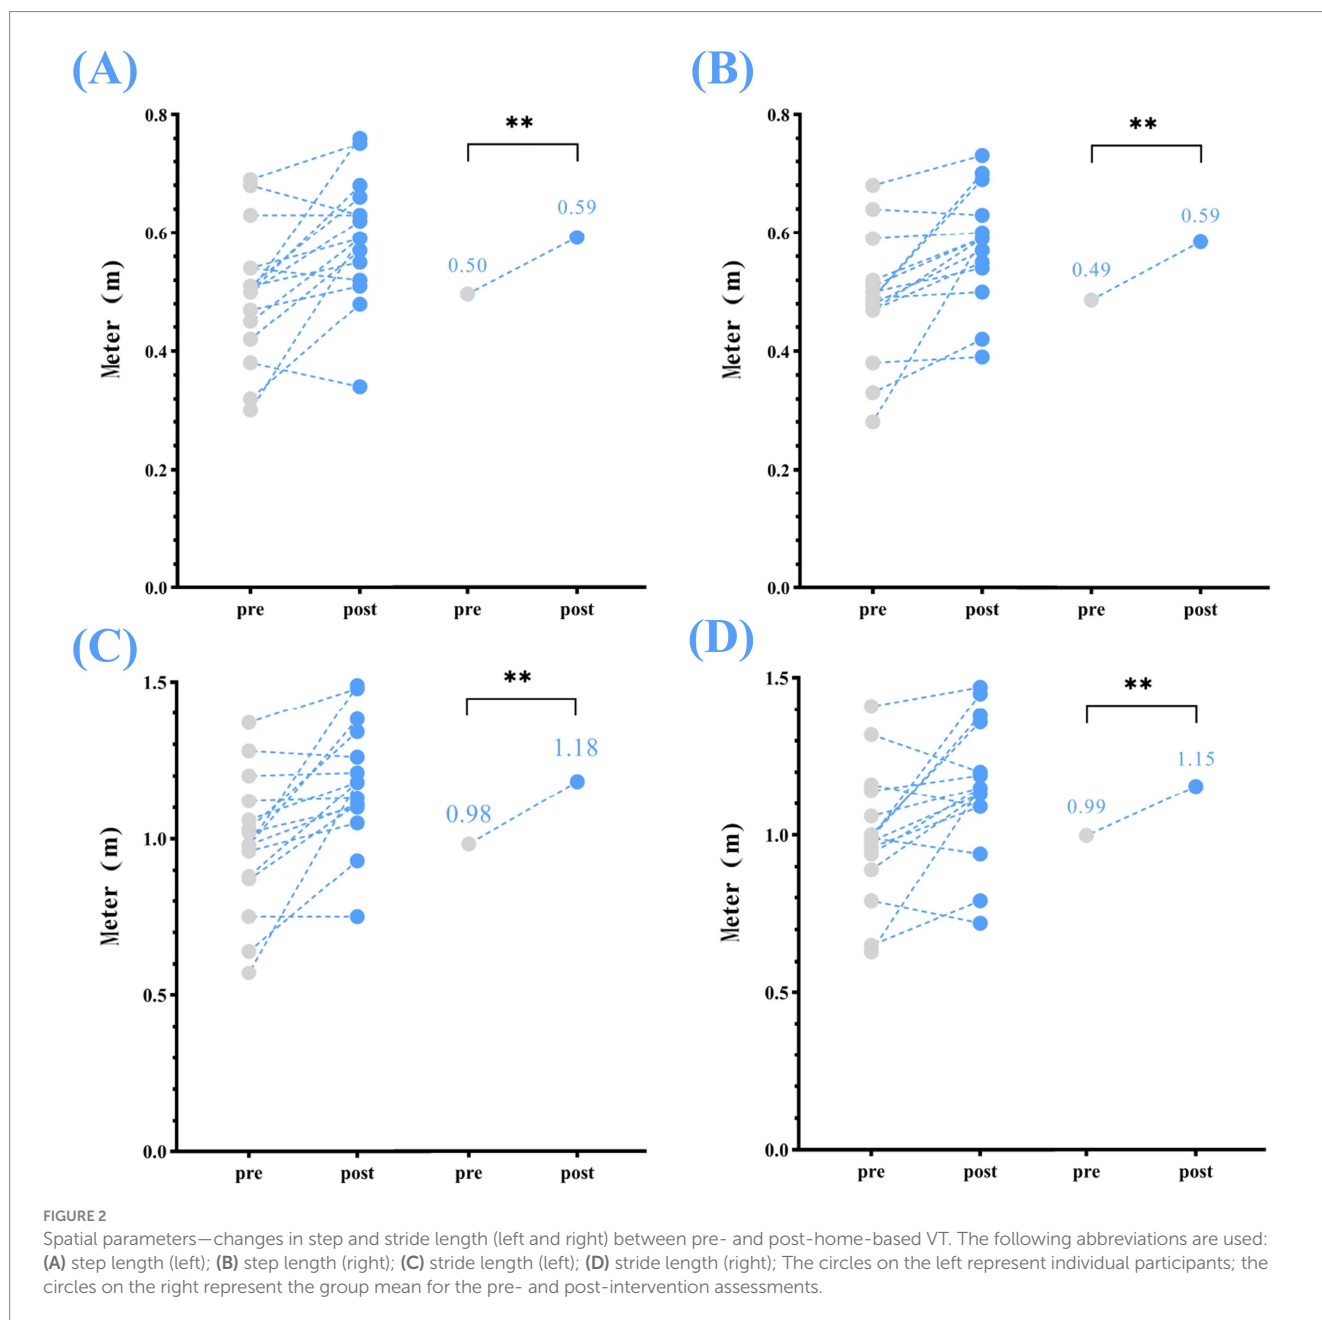 (A)
0.8
0.6
0.4
0.2
0.0
Meter (m)
**
0.50
0.59
pre post pre post
(B)
0.8
0.6
0.4
0.2
0.0
Meter (m)
**
0.49
0.59
pre post pre post
(C)
1.5
1.0
0.5
0.0
Meter (m)
**
0.98
1.18
pre post pre post
(D)
1.5
1.0
0.5
0.0
Meter (m)
**
0.99
1.15
pre post pre post
FIGURE 2
Spatial parameters—changes in step and stride length (left and right) between pre- and post-home-based VT. The following abbreviations are used:
(A) step length (left); (B) step length (right); (C) stride length (left); (D) stride length (right); The circles on the left represent individual participants; the
circles on the right represent the group mean for the pre- and post-intervention assessments.